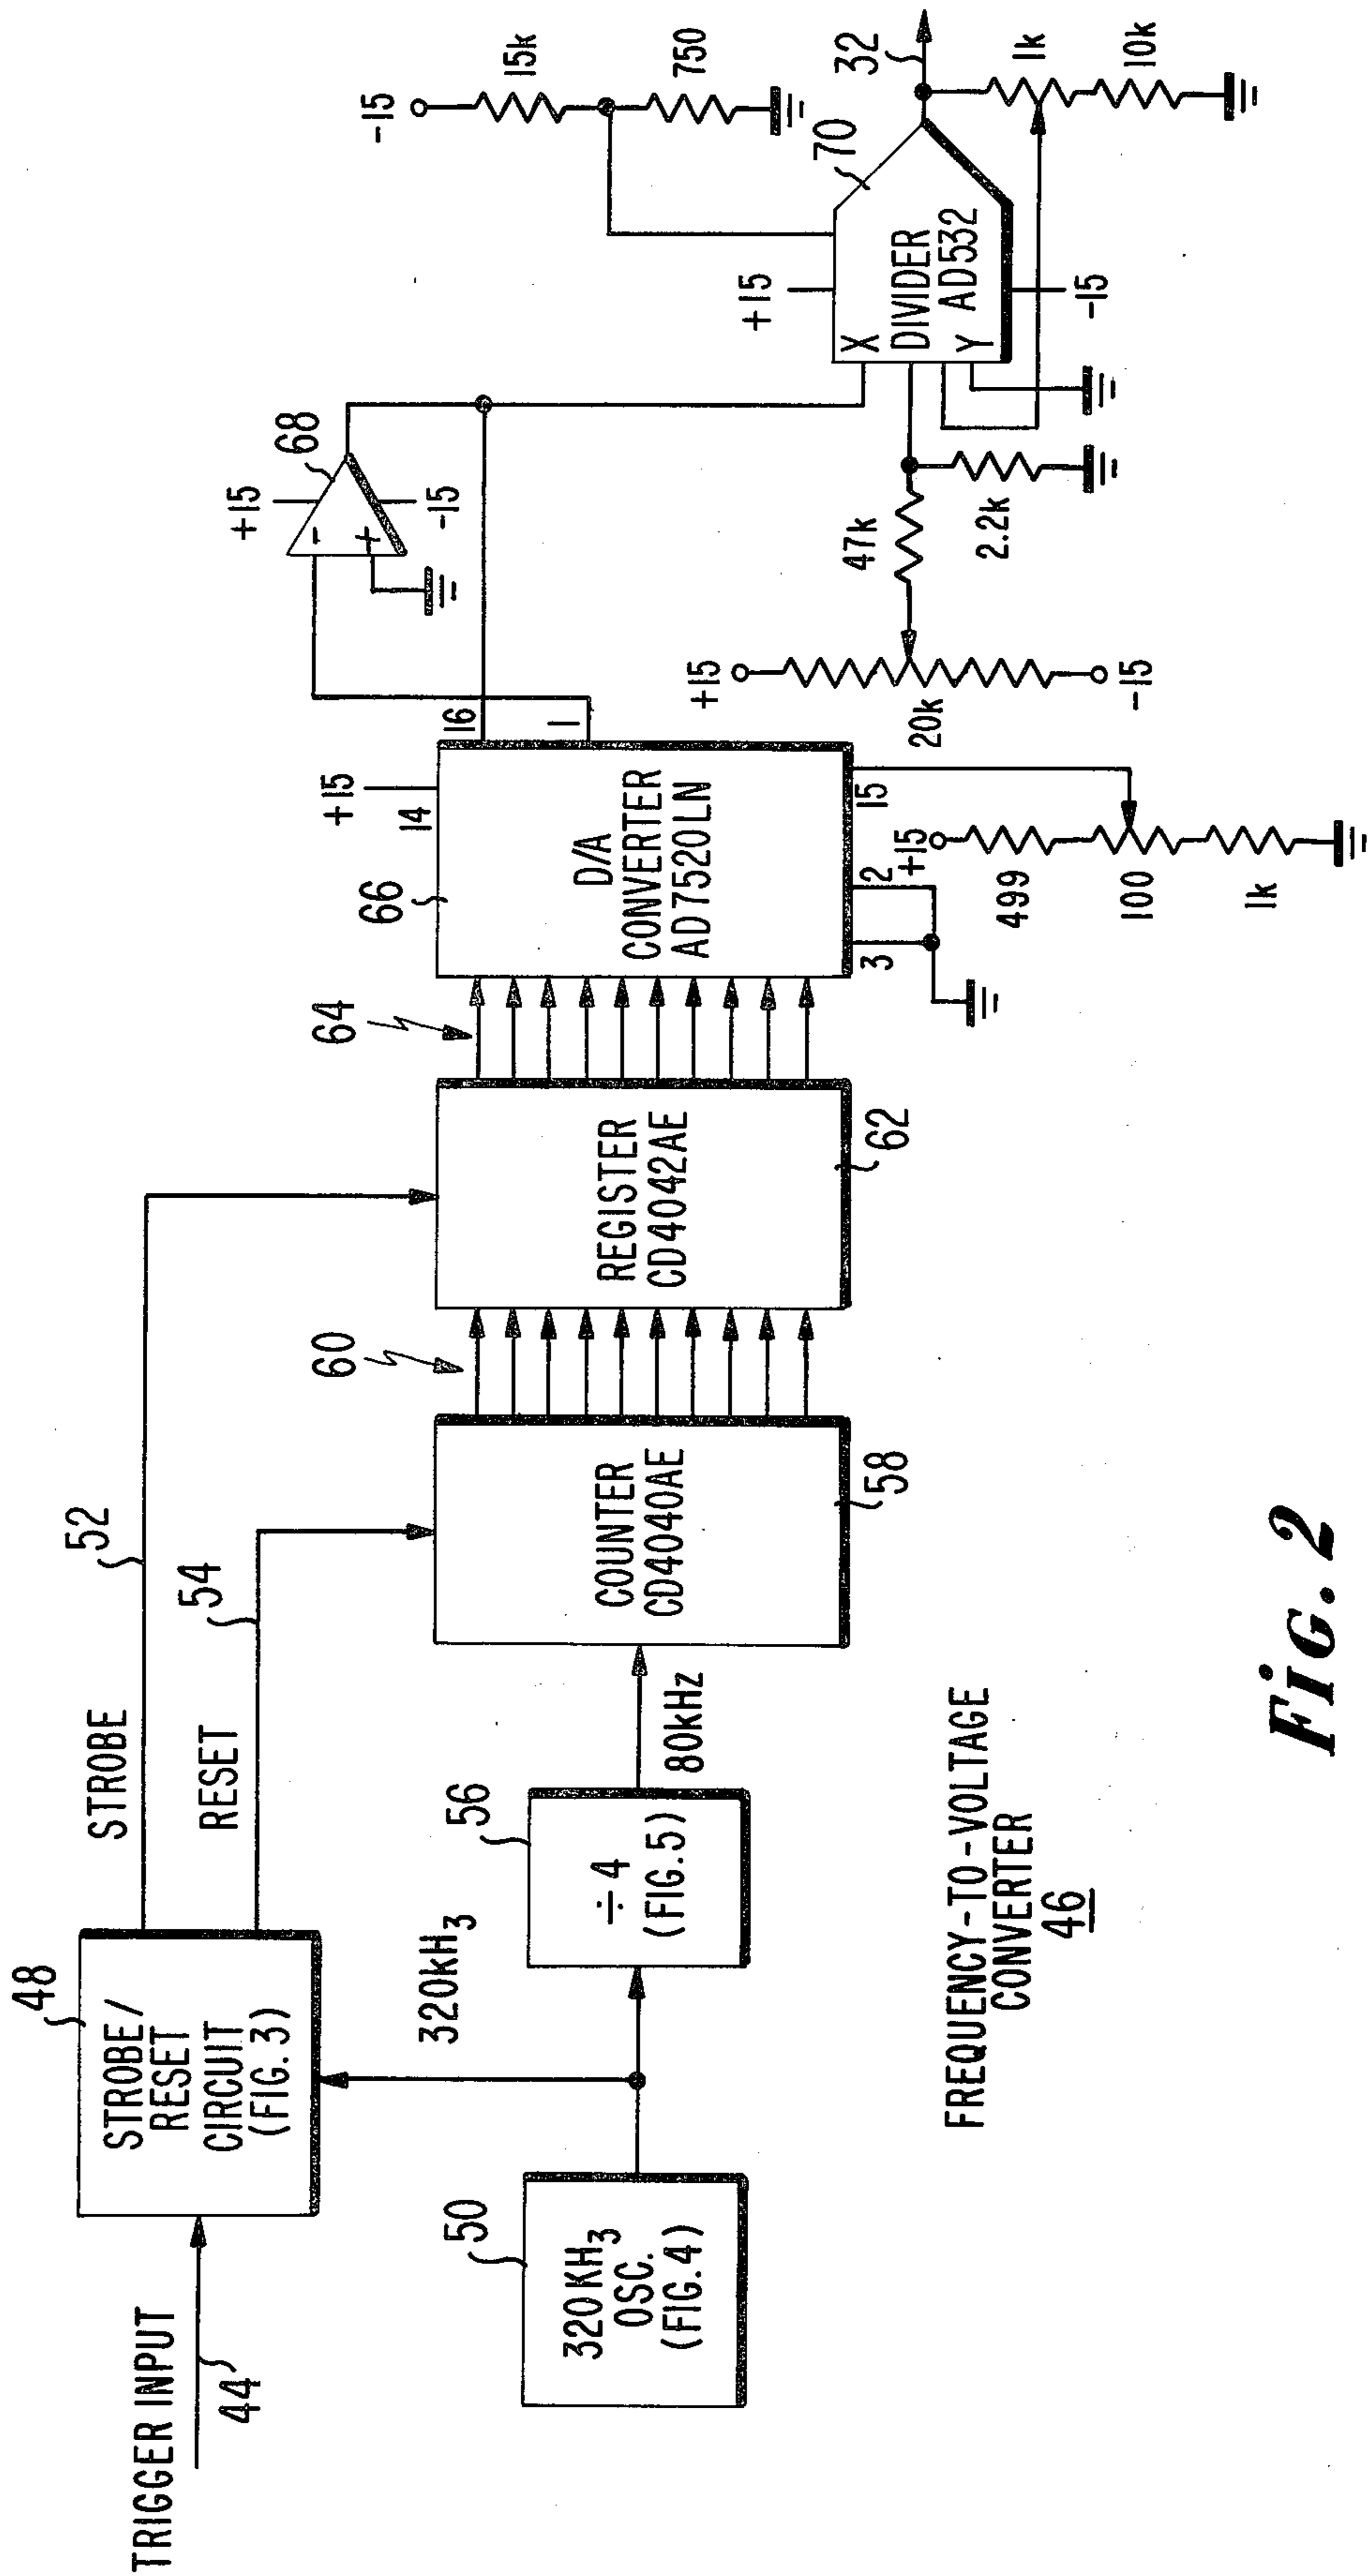 TRIGGER INPUT
44
STROBE/
RESET
CIRCUIT
(FIG. 3)
48
STROBE
52
RESET
54
320KH3
OSC.
(FIG. 4)
50
320kH3
÷ 4
(FIG. 5)
56
80kHz
COUNTER
CD4040AE
58
60
REGISTER
CD4042AE
62
64
D/A
CONVERTER
AD7520LN
66
+15
14
16
1
15
2
3
+15
499
100
1k
+15
68
-
+
-15
+15
20k
-15
47k
2.2k
X
DIVIDER
AD532
Y
+15
-15
70
-15
15k
750
32
1k
10k
FREQUENCY-TO-VOLTAGE
CONVERTER
46
FIG. 2